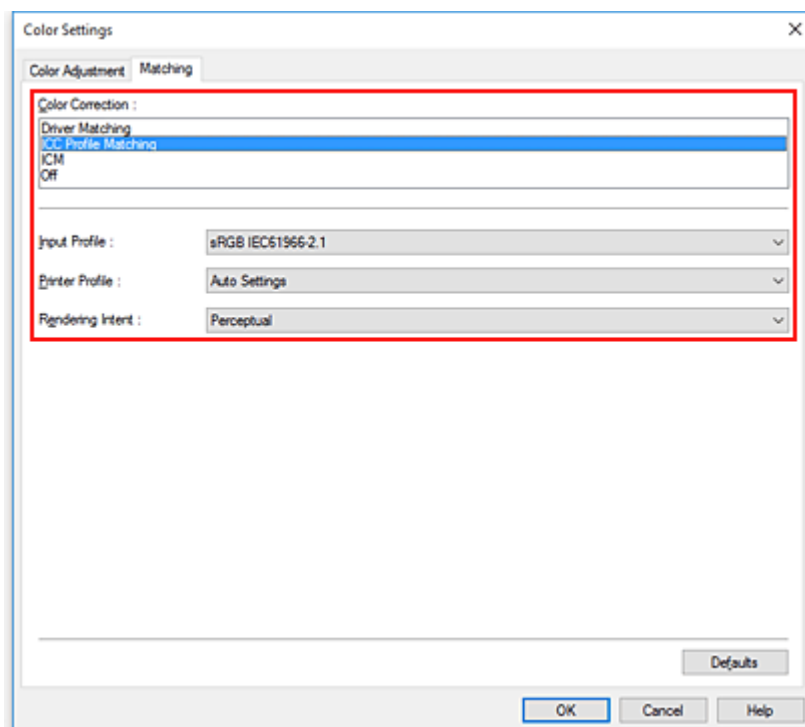 Color Settings
Color Adjustment Matching
Color Correction :
Driver Matching
ICC Profile Matching
ICM
Off
Input Profile : sRGB IEC61966-2.1
Printer Profile : Auto Settings
Rendering Intent : Perceptual
Defaults
OK Cancel Help